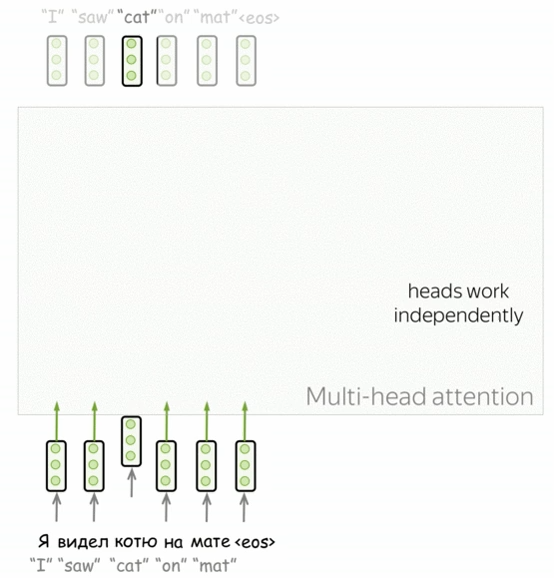 “I” “saw” “cat” “on” “mat” <eos>
heads work
independently
Multi-head attention
Я видел котю на мате <eos>
“I” “saw” “cat” “on” “mat”